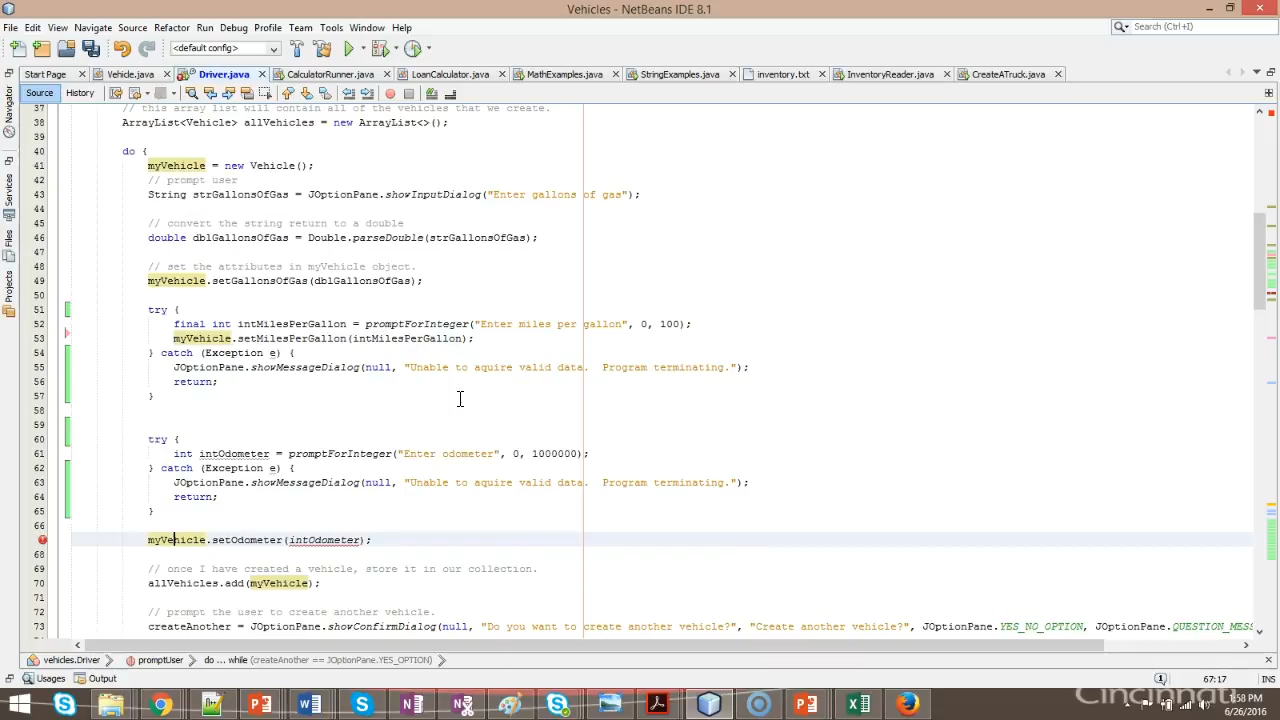 Vehicles - NetBeans IDE 8.1
File Edit View Navigate Source Refactor Run Debug Profile Team Tools Window Help
Search (Ctrl+I)
<default config>
Start Page Vehicle.java Driver.java CalculatorRunner.java LoanCalculator.java MathExamples.java StringExamples.java inventory.txt InventoryReader.java CreateATruck.java
Source History
Navigator
Services
Files
Projects
37 // this array list will contain all of the vehicles that we create.
38 ArrayList<Vehicle> allVehicles = new ArrayList<>();
39
40 do {
41 myVehicle = new Vehicle();
42 // prompt user
43 String strGallonsOfGas = JOptionPane.showInputDialog("Enter gallons of gas");
44
45 // convert the string return to a double
46 double dblGallonsOfGas = Double.parseDouble(strGallonsOfGas);
47
48 // set the attributes in myVehicle object.
49 myVehicle.setGallonsOfGas(dblGallonsOfGas);
50
51 try {
52 final int intMilesPerGallon = promptForInteger("Enter miles per gallon", 0, 100);
53 myVehicle.setMilesPerGallon(intMilesPerGallon);
54 } catch (Exception e) {
55 JOptionPane.showMessageDialog(null, "Unable to aquire valid data.  Program terminating.");
56 return;
57 }
58
59
60 try {
61 int intOdometer = promptForInteger("Enter odometer", 0, 1000000);
62 } catch (Exception e) {
63 JOptionPane.showMessageDialog(null, "Unable to aquire valid data.  Program terminating.");
64 return;
65 }
66
myVehicle.setOdometer(intOdometer);
68
69 // once I have created a vehicle, store it in our collection.
70 allVehicles.add(myVehicle);
71
72 // prompt the user to create another vehicle.
73 createAnother = JOptionPane.showConfirmDialog(null, "Do you want to create another vehicle?", "Create another vehicle?", JOptionPane.YES_NO_OPTION, JOptionPane.QUESTION_MESS
vehicles.Driver promptUser do ... while (createAnother == JOptionPane.YES_OPTION)
Usages Output
67:17 INS
Cincinnati
:58 PM
6/26/2016